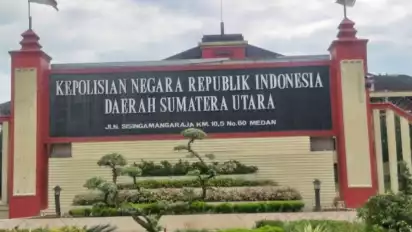 KEPOLISIAN NEGARA REPUBLIK INDONESIA
DAERAH SUMATERA UTARA
JLN. SISINGAMANGARAJA KM. 10,5 No. 60 MEDAN